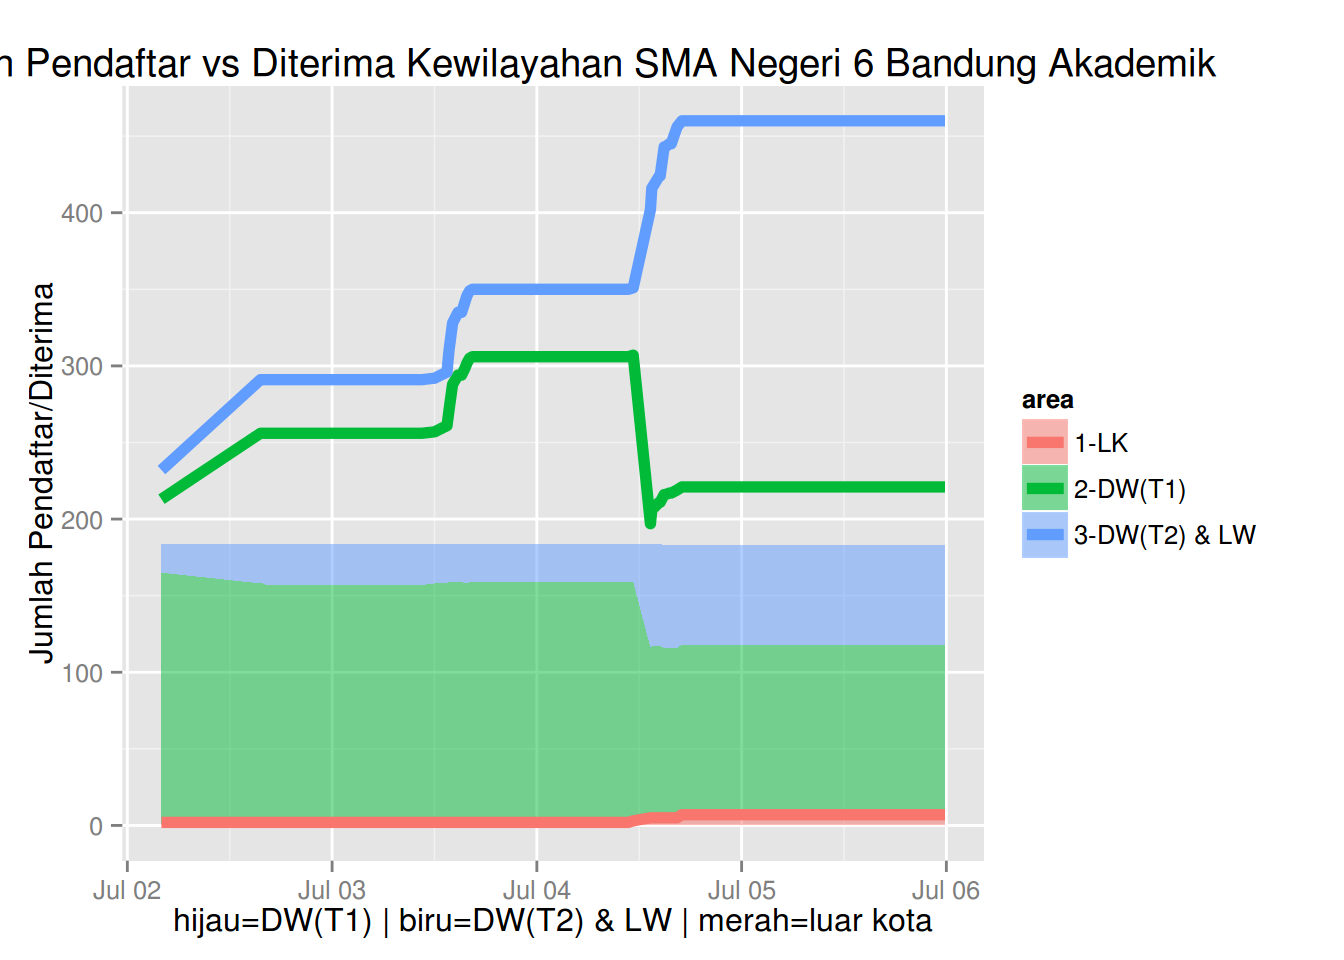 Pendaftar vs Diterima Kewilayahan SMA Negeri 6 Bandung Akademik
Jumlah Pendaftar/Diterima
400
300
200
100
0
Jul 02 Jul 03 Jul 04 Jul 05 Jul 06
hijau=DW(T1) | biru=DW(T2) & LW | merah=luar kota
area
1-LK
2-DW(T1)
3-DW(T2) & LW